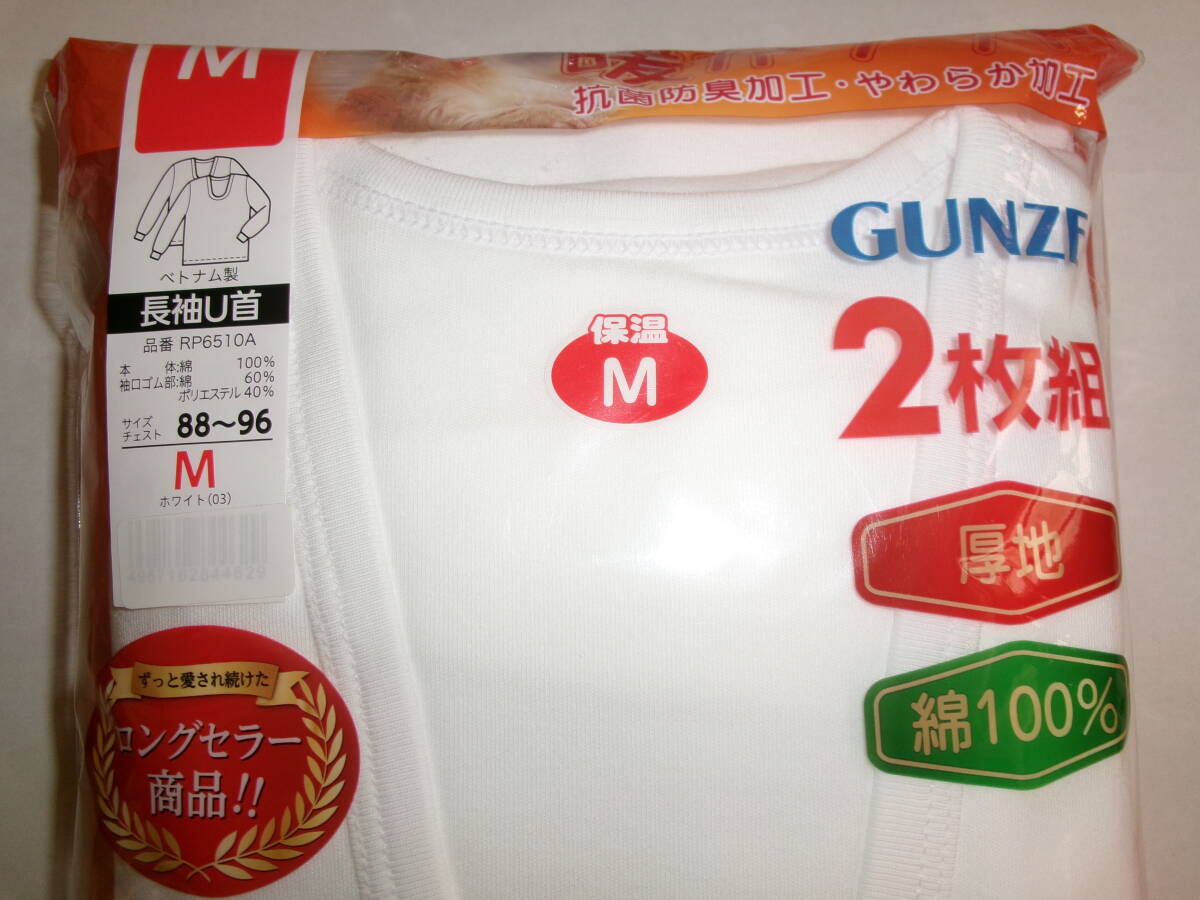 M
抗菌防臭加工・やわらか加工
ベトナム製
長袖U首
品番 RP6510A
本 体:綿 100%
袖口ゴム部:綿 60%
ポリエステル 40%
サイズ
チェスト 88〜96
M
ホワイト(03)
ずっと愛され続けた
ロングセラー
商品!!
保温
M
GUNZE
2枚組
厚地
綿100%